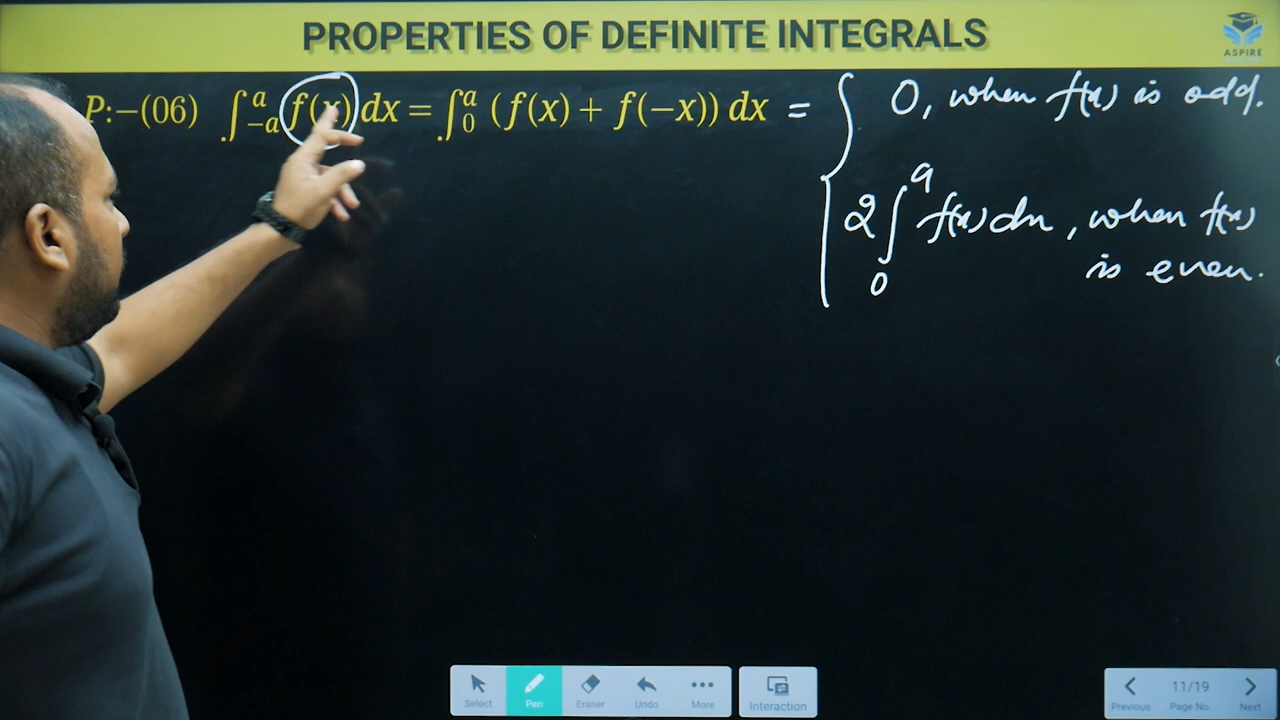 PROPERTIES OF DEFINITE INTEGRALS
ASPIRE
P:-(06) ∫_{-a}^{a} f(x) dx = ∫_{0}^{a} (f(x) + f(-x)) dx = { 0, when f(x) is odd.
2 ∫_{0}^{a} f(x) dx, when f(x)
is even.
Select Pen Eraser Undo More Interaction
11/19
Previous Page No. Next